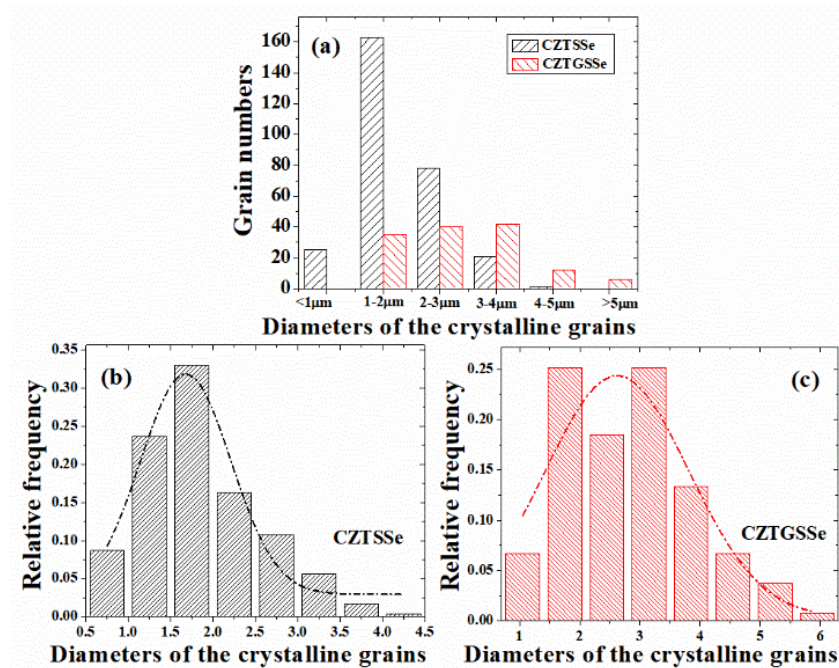 (a)
CZTSSe
CZTGSSe
Grain numbers
160
140
120
100
80
60
40
20
0
<1μm 1-2μm 2-3μm 3-4μm 4-5μm >5μm
Diameters of the crystalline grains
(b)
CZTSSe
Relative frequency
0.35
0.30
0.25
0.20
0.15
0.10
0.05
0.00
0.5 1.0 1.5 2.0 2.5 3.0 3.5 4.0 4.5
Diameters of the crystalline grains
(c)
CZTGSSe
Relative frequency
0.25
0.20
0.15
0.10
0.05
0.00
1 2 3 4 5 6
Diameters of the crystalline grains